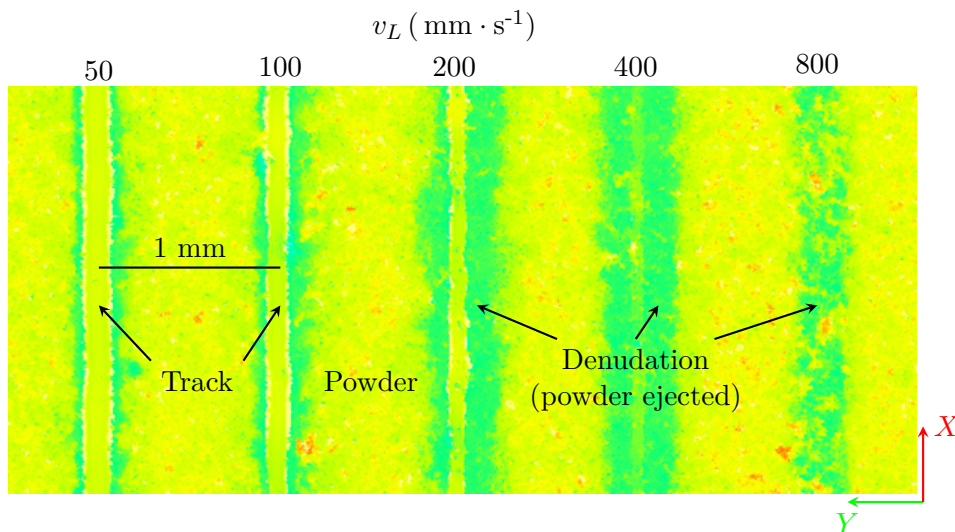 v_L ( mm · s⁻¹)
50 100 200 400 800
1 mm
Track
Powder
Denudation
(powder ejected)
X
Y